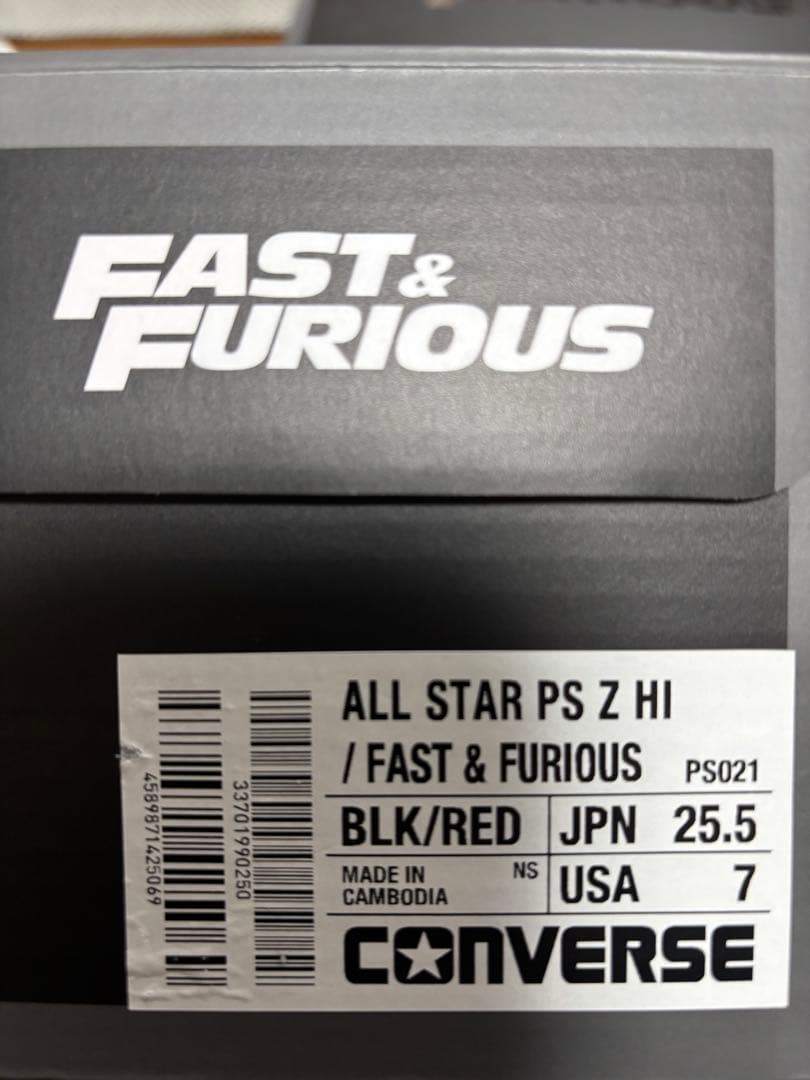 FAST &
FURIOUS
ALL STAR PS Z HI
/ FAST & FURIOUS PS021
BLK/RED JPN 25.5
MADE IN CAMBODIA NS USA 7
CONVERSE
4589871425069
33701990250